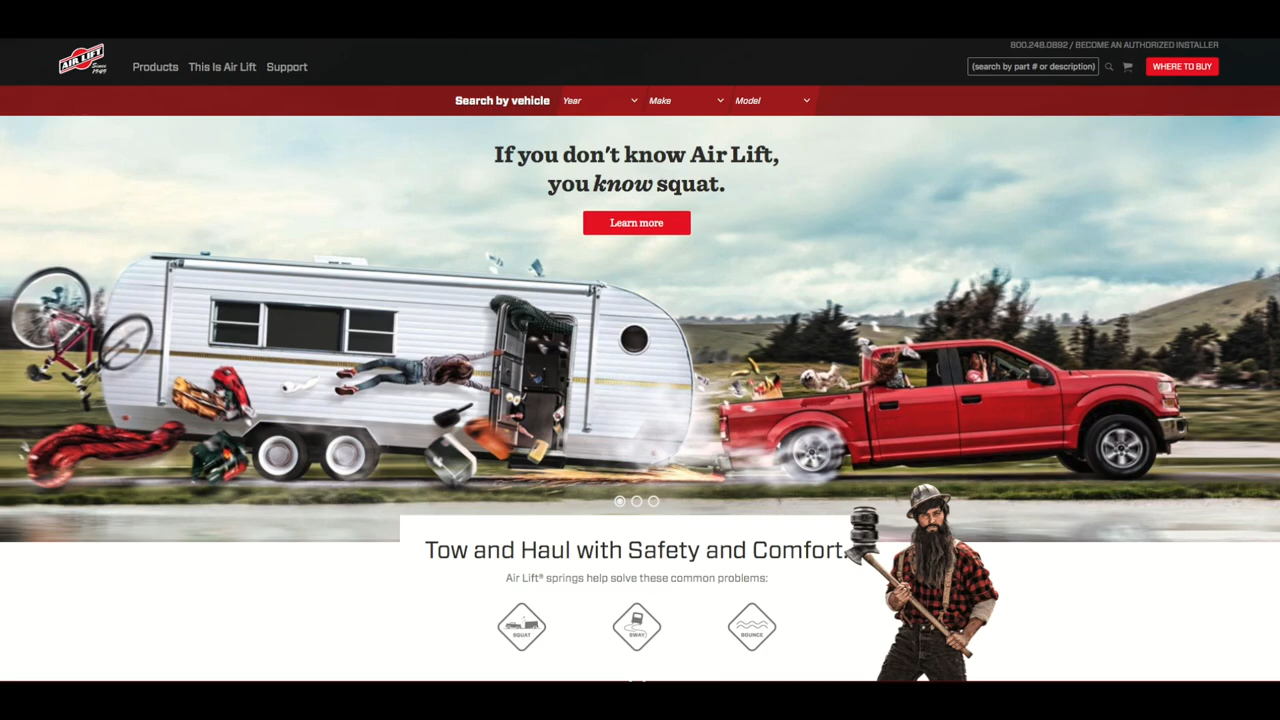 800.248.0892 / BECOME AN AUTHORIZED INSTALLER
AIR LIFT
Since
1949
Products
This Is Air Lift
Support
(search by part # or description)
WHERE TO BUY
Search by vehicle
Year
Make
Model
If you don't know Air Lift,
you know squat.
Learn more
Tow and Haul with Safety and Comfort.
Air Lift® springs help solve these common problems:
SQUAT
SWAY
BOUNCE